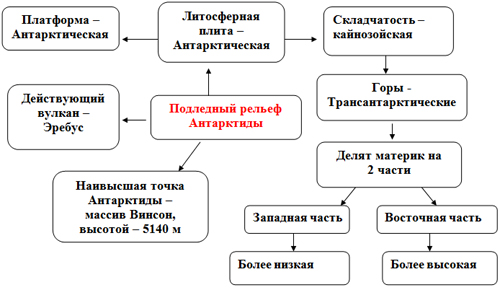 Платформа –
Антарктическая
Литосферная
плита –
Антарктическая
Складчатость –
кайнозойская
Действующий
вулкан –
Эребус
Подледный рельеф
Антарктиды
Горы -
Трансантарктические
Наивысшая точка
Антарктиды –
массив Винсон,
высотой – 5140 м
Делят материк на
2 части
Западная часть
Восточная часть
Более низкая
Более высокая